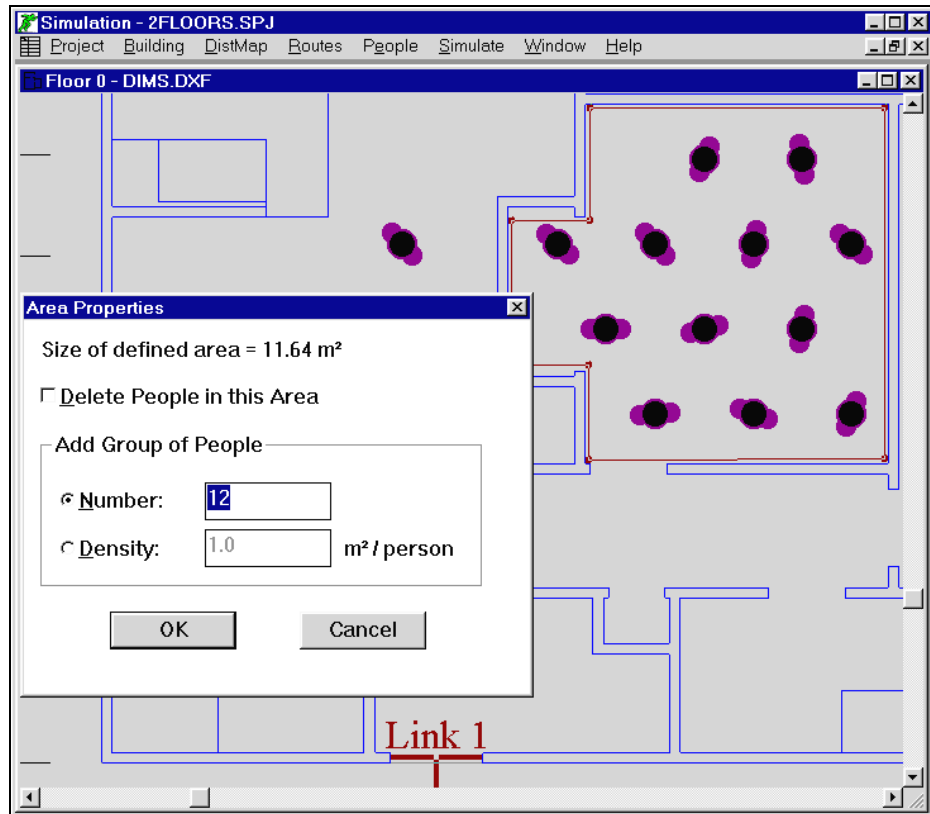 Simulation - 2FLOORS.SPJ
Project Building DistMap Routes People Simulate Window Help
Floor 0 - DIMS.DXF
Area Properties
Size of defined area = 11.64 m²
Delete People in this Area
Add Group of People
Number: 12
Density: 1.0 m² / person
OK Cancel
Link 1